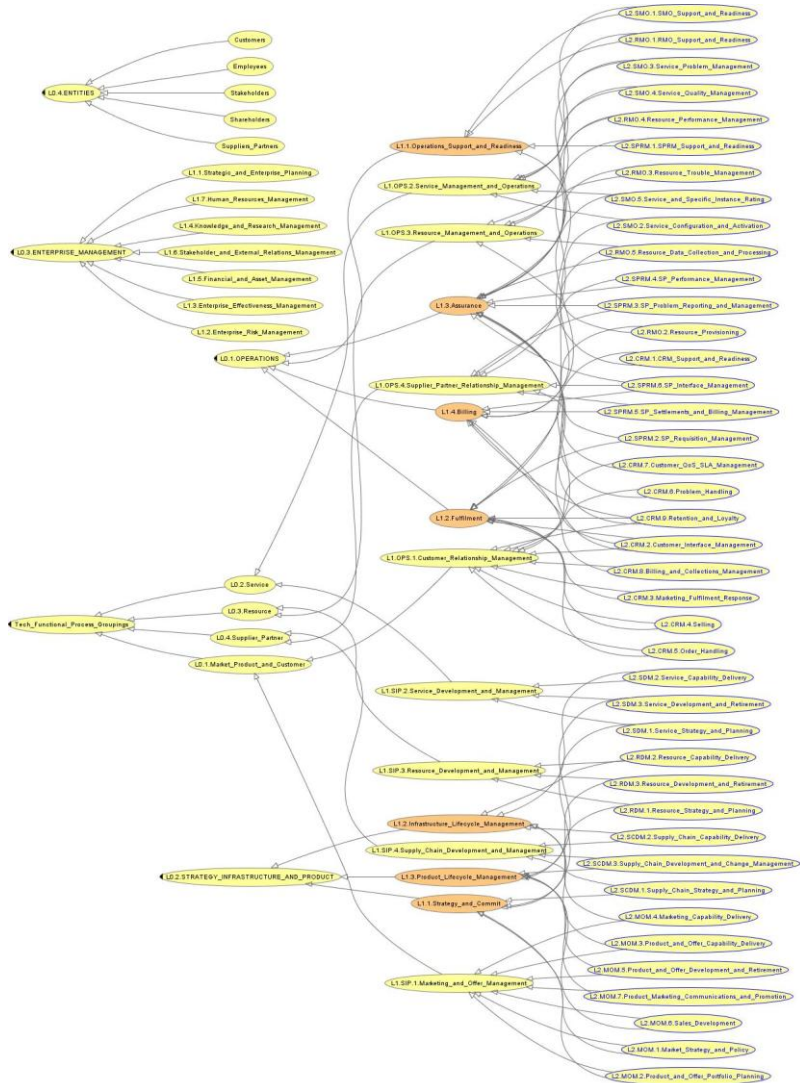 Customers
Employees
L0.4.ENTITIES
Stakeholders
Shareholders
Suppliers_Partners
L1.1.Strategic_and_Enterprise_Planning
L1.7.Human_Resources_Management
L1.4.Knowledge_and_Research_Management
L0.3.ENTERPRISE_MANAGEMENT
L1.6.Stakeholder_and_External_Relations_Management
L1.5.Financial_and_Asset_Management
L1.3.Enterprise_Effectiveness_Management
L1.2.Enterprise_Risk_Management
L0.1.OPERATIONS
L0.2.Service
L0.3.Resource
Tech_Functional_Process_Groupings
L0.4.Supplier_Partner
L0.1.Market_Product_and_Customer
L0.2.STRATEGY_INFRASTRUCTURE_AND_PRODUCT
L1.1.Operations_Support_and_Readiness
L1.OPS.2.Service_Management_and_Operations
L1.OPS.3.Resource_Management_and_Operations
L1.3.Assurance
L1.OPS.4.Supplier_Partner_Relationship_Management
L1.4.Billing
L1.2.Fulfilment
L1.OPS.1.Customer_Relationship_Management
L1.SIP.2.Service_Development_and_Management
L1.SIP.3.Resource_Development_and_Management
L1.2.Infrastructure_Lifecycle_Management
L1.SIP.4.Supply_Chain_Development_and_Management
L1.3.Product_Lifecycle_Management
L1.1.Strategy_and_Commit
L1.SIP.1.Marketing_and_Offer_Management
L2.SMO.1.SMO_Support_and_Readiness
L2.RMO.1.RMO_Support_and_Readiness
L2.SMO.3.Service_Problem_Management
L2.SMO.4.Service_Quality_Management
L2.RMO.4.Resource_Performance_Management
L2.SPRM.1.SPRM_Support_and_Readiness
L2.RMO.3.Resource_Trouble_Management
L2.SMO.5.Service_and_Specific_Instance_Rating
L2.SMO.2.Service_Configuration_and_Activation
L2.RMO.5.Resource_Data_Collection_and_Processing
L2.SPRM.4.SP_Performance_Management
L2.SPRM.3.SP_Problem_Reporting_and_Management
L2.RMO.2.Resource_Provisioning
L2.CRM.1.CRM_Support_and_Readiness
L2.SPRM.6.SP_Interface_Management
L2.SPRM.5.SP_Settlements_and_Billing_Management
L2.SPRM.2.SP_Requisition_Management
L2.CRM.7.Customer_QoS_SLA_Management
L2.CRM.6.Problem_Handling
L2.CRM.9.Retention_and_Loyalty
L2.CRM.2.Customer_Interface_Management
L2.CRM.8.Billing_and_Collections_Management
L2.CRM.3.Marketing_Fulfilment_Response
L2.CRM.4.Selling
L2.CRM.5.Order_Handling
L2.SDM.2.Service_Capability_Delivery
L2.SDM.3.Service_Development_and_Retirement
L2.SDM.1.Service_Strategy_and_Planning
L2.RDM.2.Resource_Capability_Delivery
L2.RDM.3.Resource_Development_and_Retirement
L2.RDM.1.Resource_Strategy_and_Planning
L2.SCDM.2.Supply_Chain_Capability_Delivery
L2.SCDM.3.Supply_Chain_Development_and_Change_Management
L2.SCDM.1.Supply_Chain_Strategy_and_Planning
L2.MOM.4.Marketing_Capability_Delivery
L2.MOM.3.Product_and_Offer_Capability_Delivery
L2.MOM.5.Product_and_Offer_Development_and_Retirement
L2.MOM.7.Product_Marketing_Communications_and_Promotion
L2.MOM.6.Sales_Development
L2.MOM.1.Market_Strategy_and_Policy
L2.MOM.2.Product_and_Offer_Portfolio_Planning